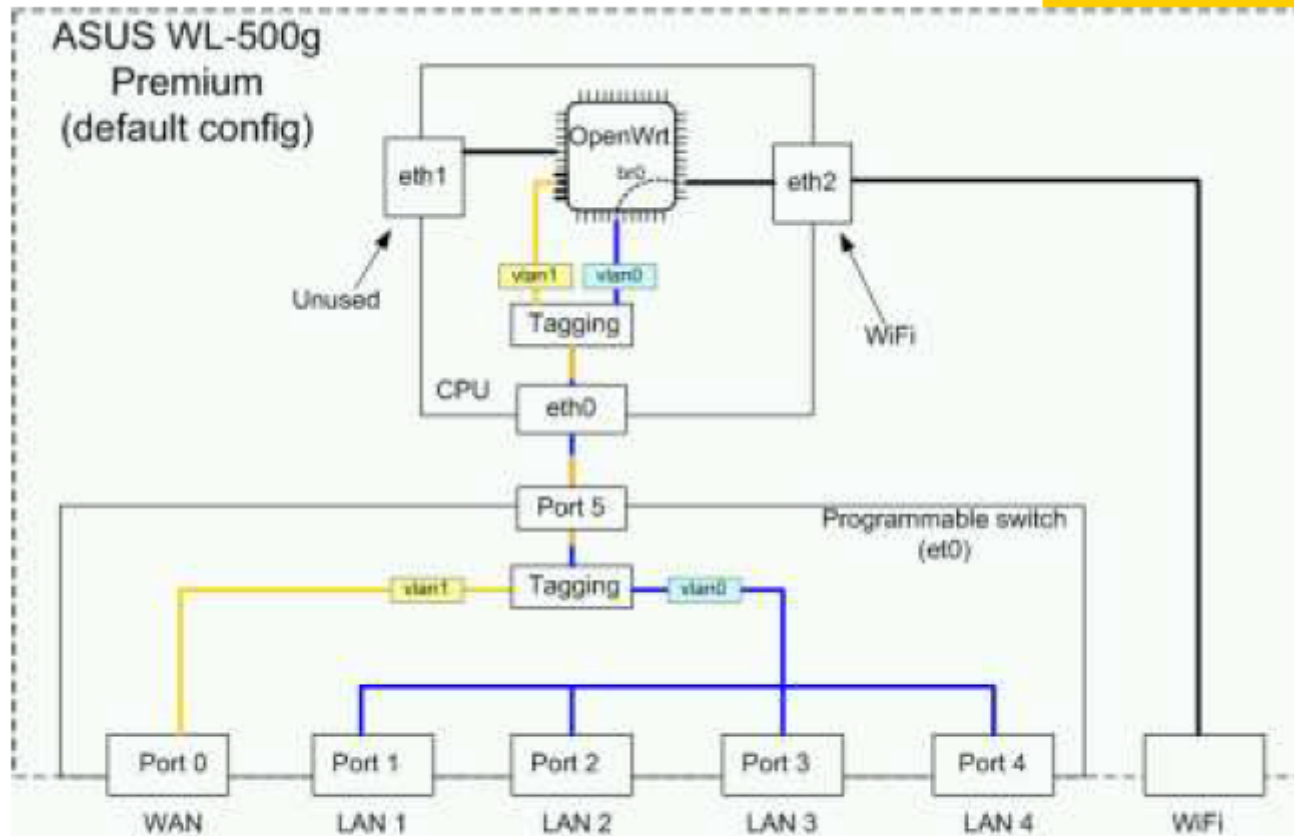 ASUS WL-500g
Premium
(default config)
OpenWrt
br0
eth1
eth2
vlan1
vlan0
Unused
Tagging
WiFi
CPU
eth0
Port 5
Programmable switch
(et0)
vlan1
Tagging
vlan0
Port 0
Port 1
Port 2
Port 3
Port 4
WAN
LAN 1
LAN 2
LAN 3
LAN 4
WiFi